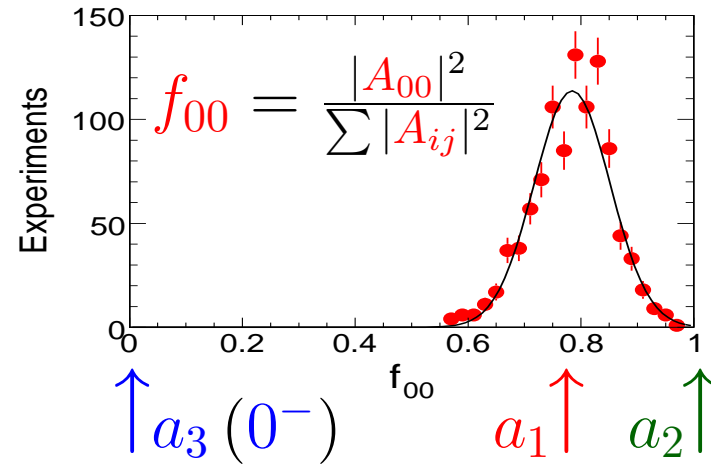 150
f₀₀ = |A₀₀|² / ∑ |Aᵢⱼ|²
100
Experiments
50
0
0 0.2 0.4 0.6 0.8 1
f₀₀
a₃ (0⁻) a₁ a₂